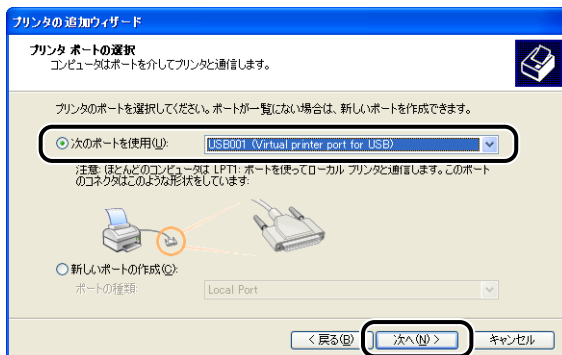 プリンタの追加ウィザード
プリンタ ポートの選択
コンピュータはポートを介してプリンタと通信します。
プリンタのポートを選択してください。ポートが一覧にない場合は、新しいポートを作成できます。
次のポートを使用(U): USB001 (Virtual printer port for USB)
注意: ほとんどのコンピュータは LPT1: ポートを使ってローカル プリンタと通信します。このポート
のコネクタはこのような形状をしています:
新しいポートの作成(C):
ポートの種類: Local Port
< 戻る(B) 次へ(N) > キャンセル